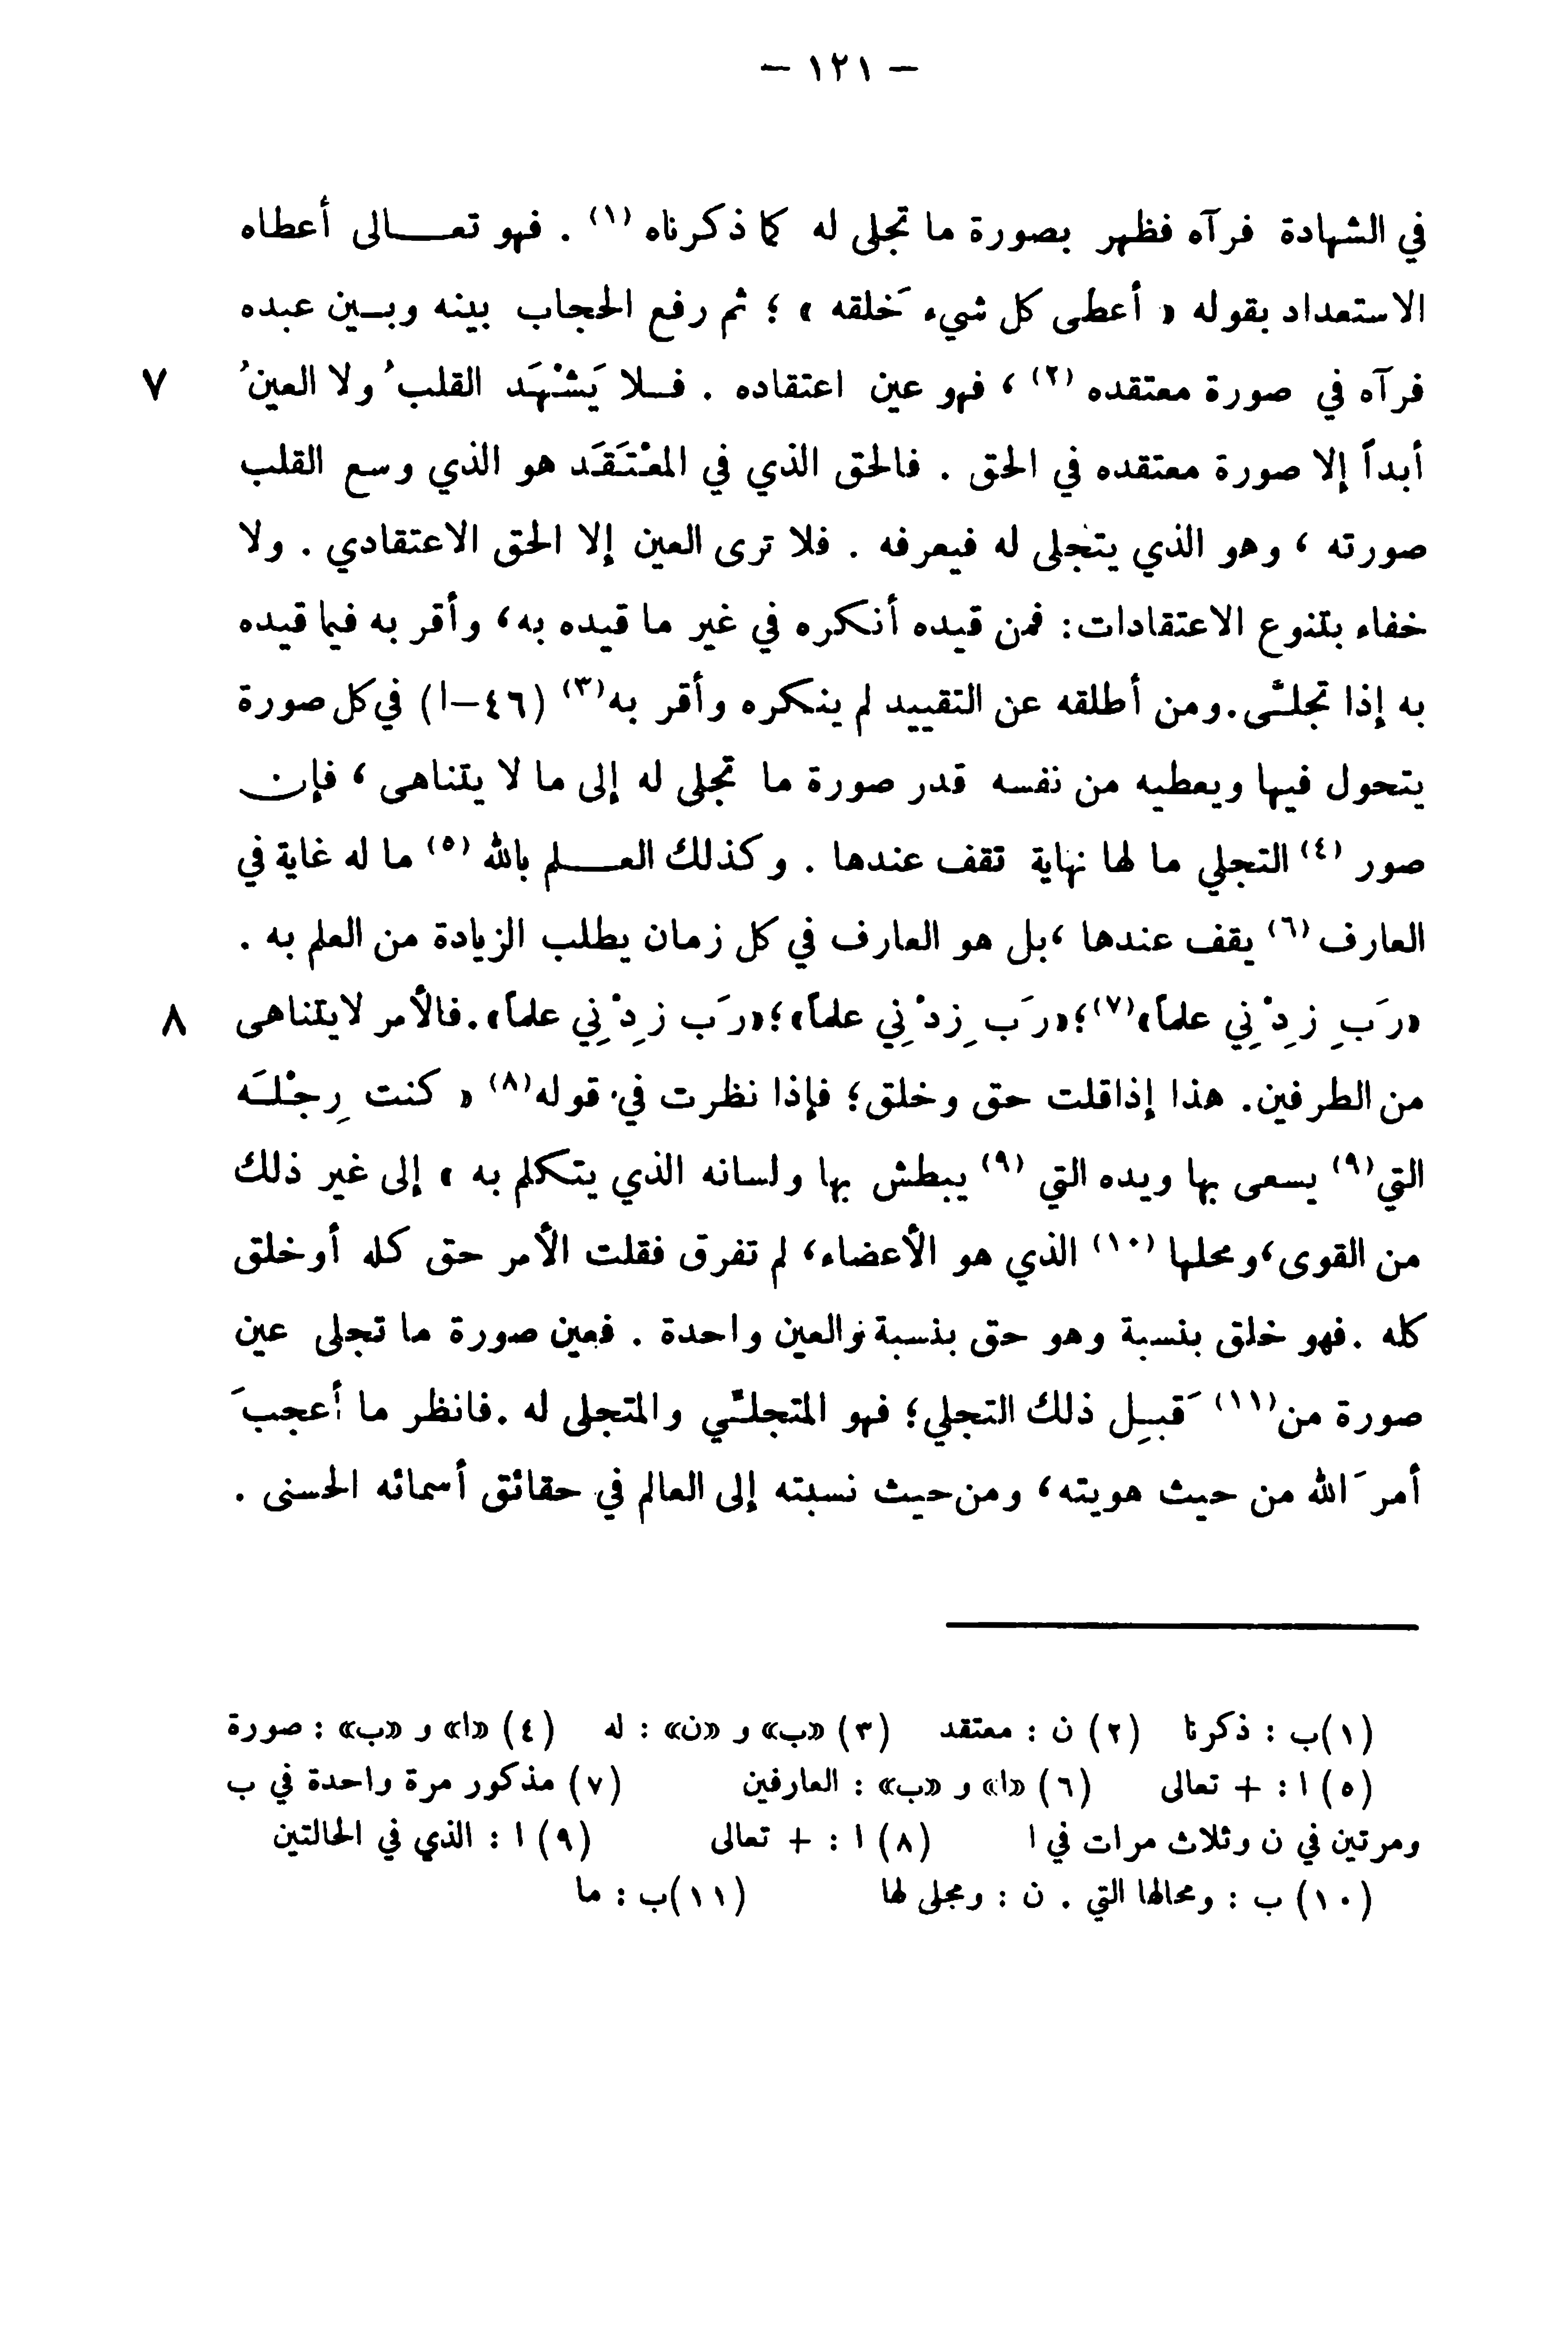 — ١٢١ —
في الشهادة فرآه فظهر بصورة ما تجلى له كما ذكرناه (١) . فهو تعـــالى أعطاه
الاستعداد بقوله « أعطى كل شيء خَلقه » ؛ ثم رفع الحجاب بينه وبـين عبده
فرآه في صورة معتقده (٢) ، فهو عين اعتقاده . فـلا يَشْهَد القلبُ ولا العينُ ٧
أبداً إلا صورة معتقده في الحق . فالحق الذي في المعْتَقَد هو الذي وسع القلب
صورته ، وهو الذي يتجلى له فيعرفه . فلا ترى العين إلا الحق الاعتقادي . ولا
خفاء بتنوع الاعتقادات: فمن قيده أنكره في غير ما قيده به، وأقر به فيما قيده
به إذا تجلَّى. ومن أطلقه عن التقييد لم ينكره وأقر به(٣) (٤٦-ا) في كل صورة
يتحول فيها ويعطيه من نفسه قدر صورة ما تجلى له إلى ما لا يتناهى ، فإن
صور (٤) التجلي ما لها نهاية تقف عندها . وكذلك العـــلم بالله (٥) ما له غاية في
العارف (٦) يقف عندها ،بل هو العارف في كل زمان يطلب الزيادة من العلم به .
«رَبِ زِدْنِي علماً»(٧)؛«رَبِ زدْنِي علماً»؛«رَب زِدْنِي علماً».فالأمر لايتناهى ٨
من الطرفين. هذا إذاقلت حق وخلق؛ فإذا نظرت في قوله(٨) « كنت رِجْلَه
التي(٩) يسعى بها ويده التي (٩) يبطش بها ولسانه الذي يتكلم به » إلى غير ذلك
من القوى،ومحلها (١٠) الذي هو الأعضاء، لم تفرق فقلت الأمر حق كله أوخلق
كله .فهو خلق بنسبة وهو حق بنسبة والعين واحدة . فعين صورة ما تجلى عين
صورة من(١١) قَبِل ذلك التجلي؛ فهو المتجلِّي والمتجلى له .فانظر ما أعجبَ
أمرَ الله من حيث هويته، ومن حيث نسبته إلى العالم في حقائق أسمائه الحسنى .
(١)ب : ذكرنا (٢) ن : معتقد (٣) «ب» و «ن» : له (٤) «ا» و «ب» : صورة
(٥) ا : + تعالى (٦) «ا» و «ب» : العارفين (٧) مذكور مرة واحدة في ب
ومرتين في ن وثلاث مرات في ا (٨) ا : + تعالى (٩) ا : الذي في الحالتين
(١٠) ب : ومحالها التي . ن : ومجلى لها (١١)ب : ما